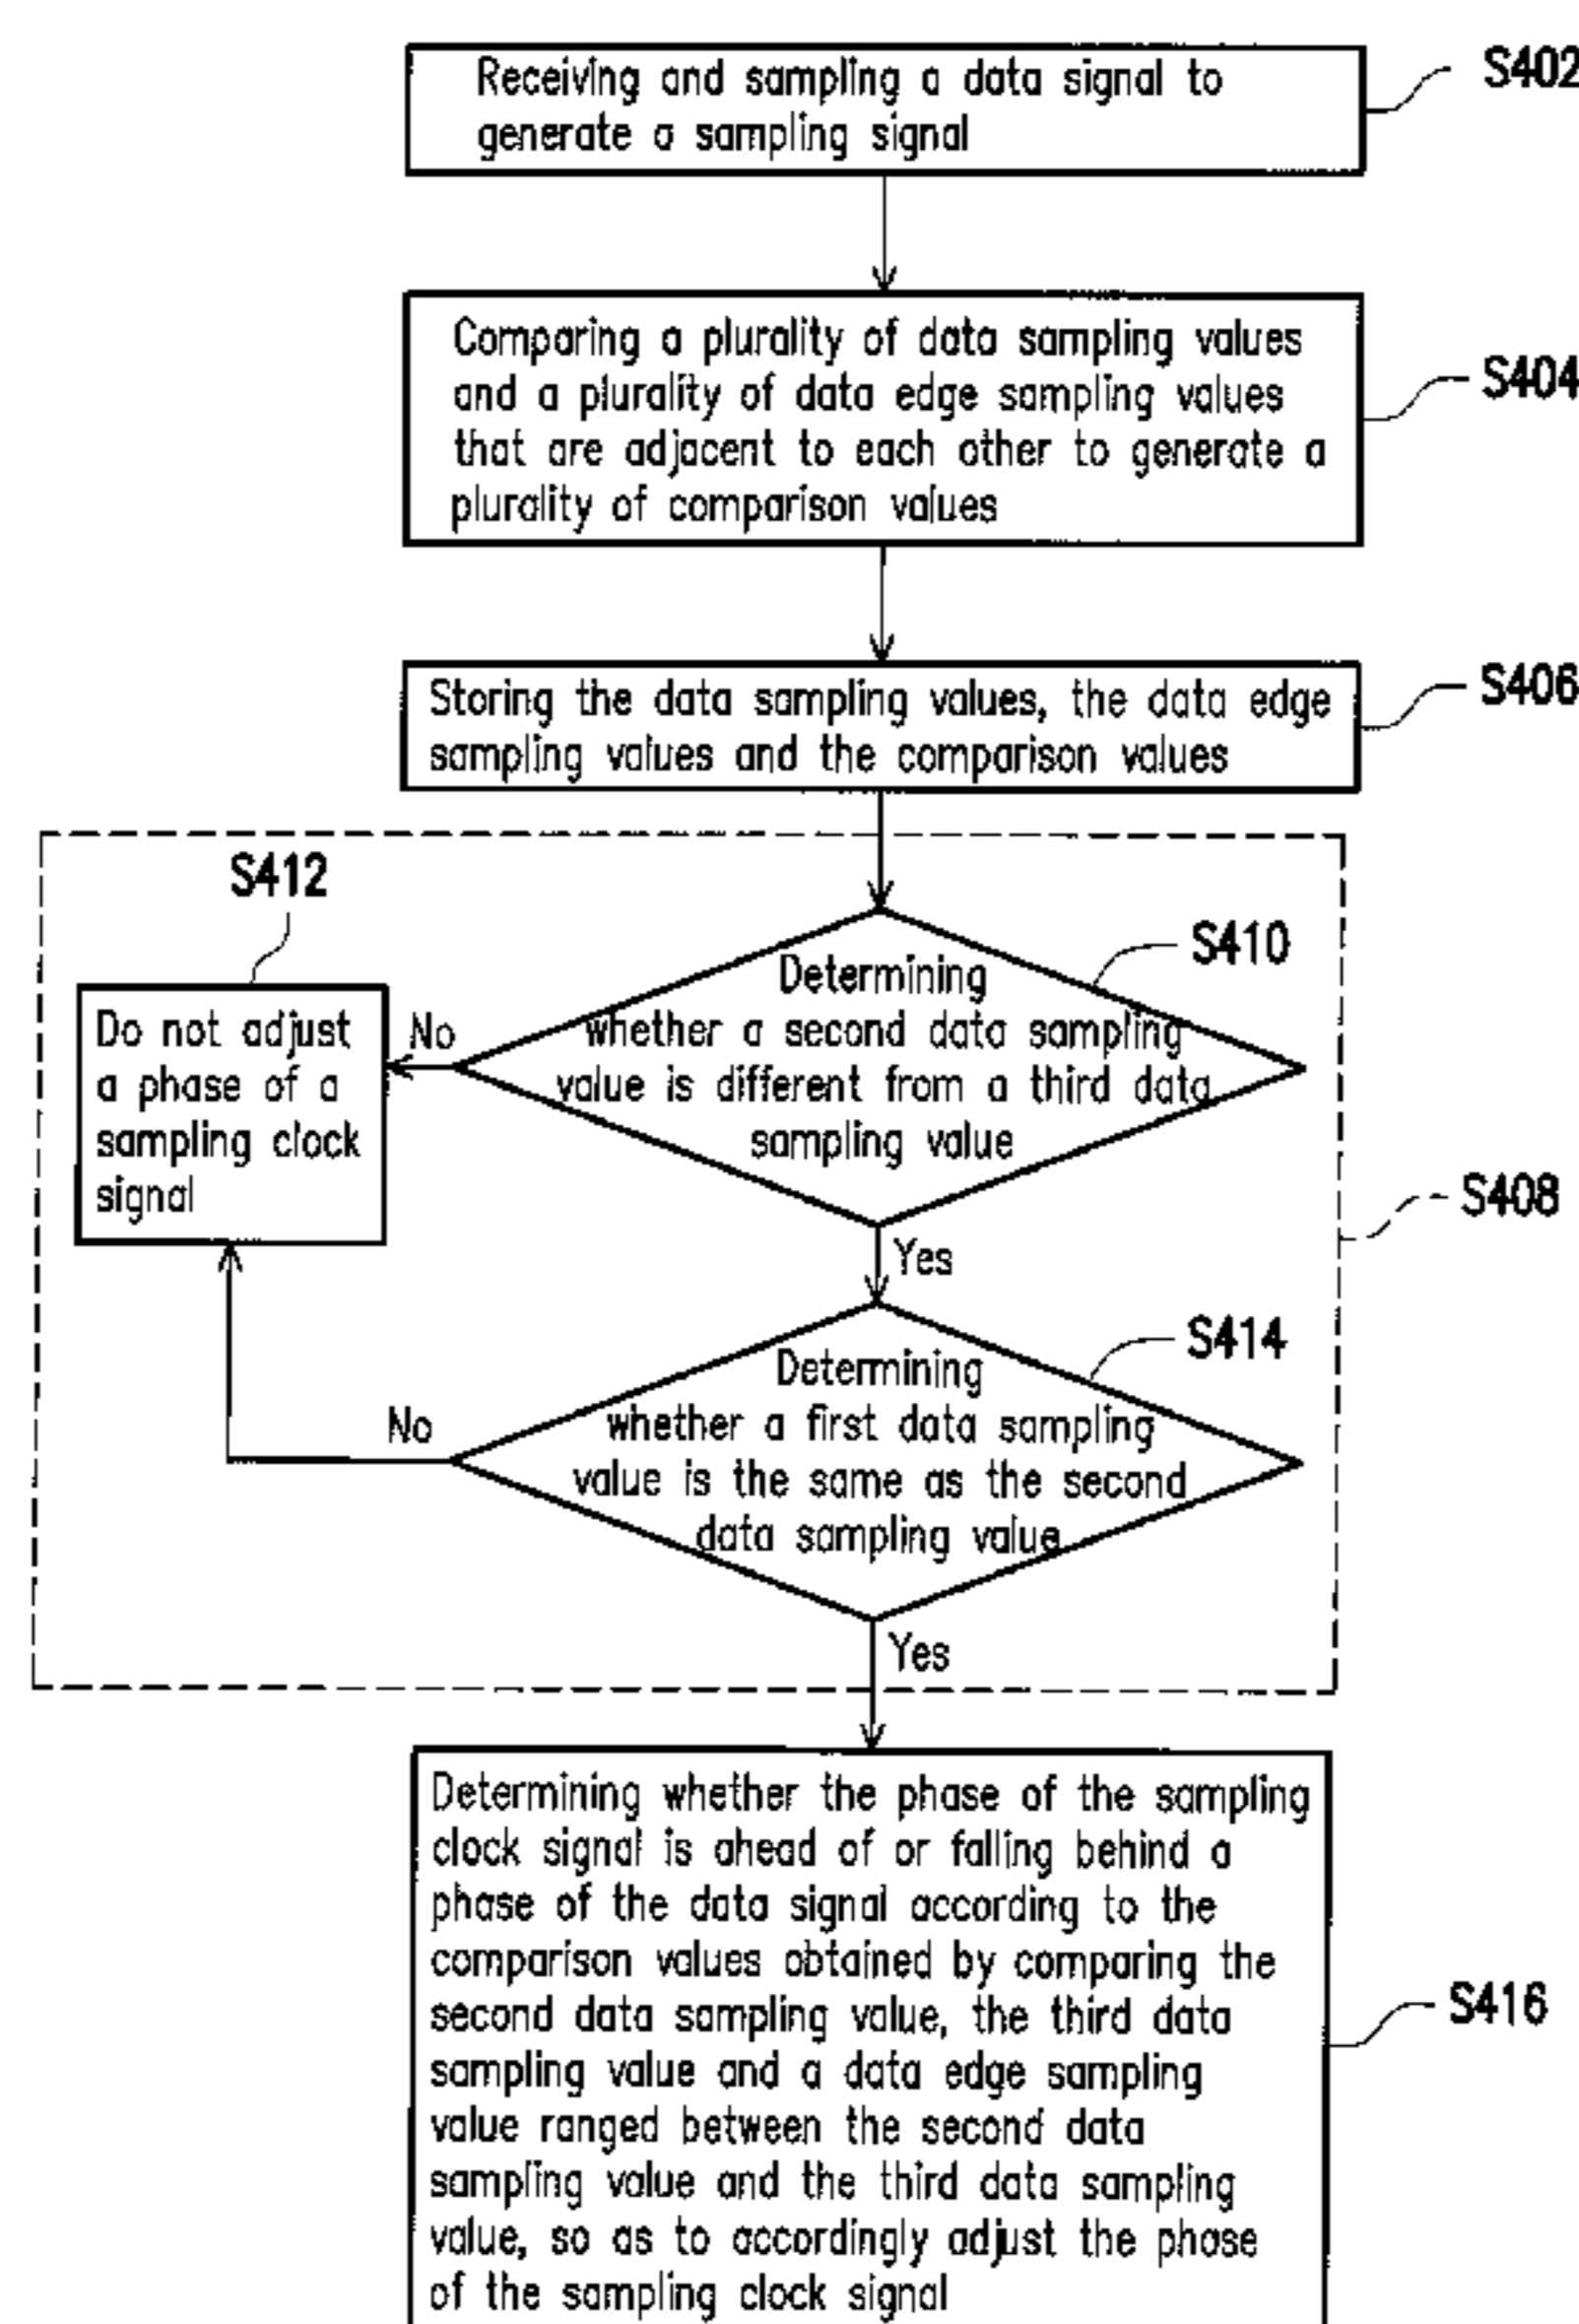 Receiving and sampling a data signal to
generate a sampling signal
S402
Comparing a plurality of data sampling values
and a plurality of data edge sampling values
that are adjacent to each other to generate a
plurality of comparison values
S404
Storing the data sampling values, the data edge
sampling values and the comparison values
S406
S412
Do not adjust
a phase of a
sampling clock
signal
No
Determining
whether a second data sampling
value is different from a third data
sampling value
S410
S408
Yes
Determining
whether a first data sampling
value is the same as the second
data sampling value
S414
No
Yes
Determining whether the phase of the sampling
clock signal is ahead of or falling behind a
phase of the data signal according to the
comparison values obtained by comparing the
second data sampling value, the third data
sampling value and a data edge sampling
value ranged between the second data
sampling value and the third data sampling
value, so as to accordingly adjust the phase
of the sampling clock signal
S416